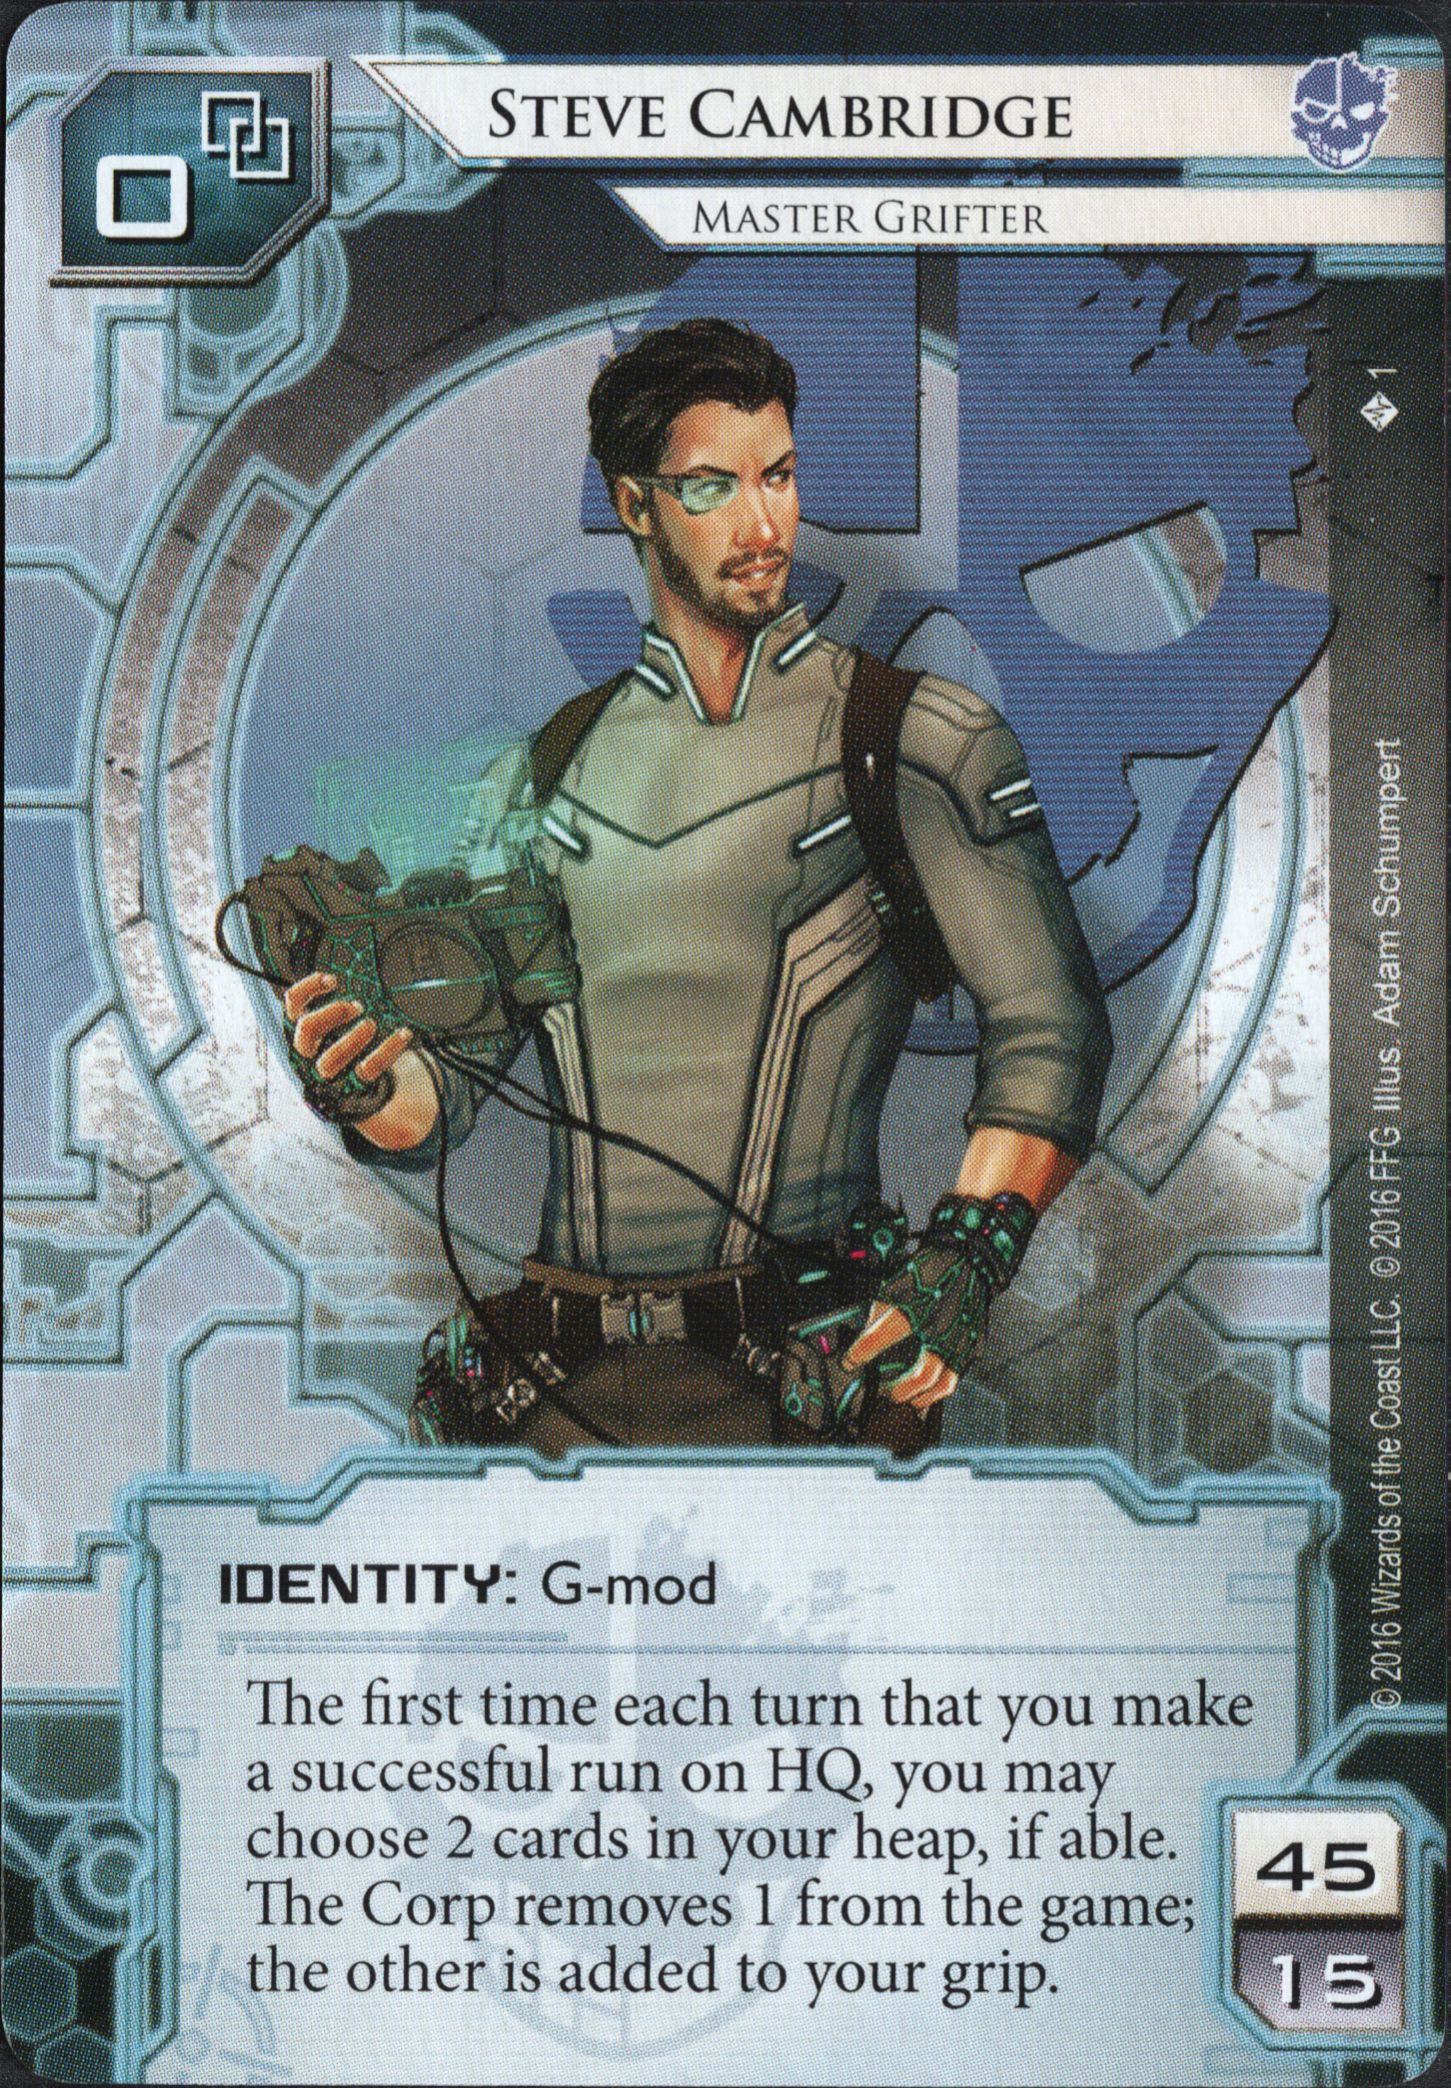 0
STEVE CAMBRIDGE
MASTER GRIFTER
1
© 2016 Wizards of the Coast LLC. © 2016 FFG Illus. Adam Schumpert
IDENTITY: G-mod
The first time each turn that you make
a successful run on HQ, you may
choose 2 cards in your heap, if able.
The Corp removes 1 from the game;
the other is added to your grip.
45
15